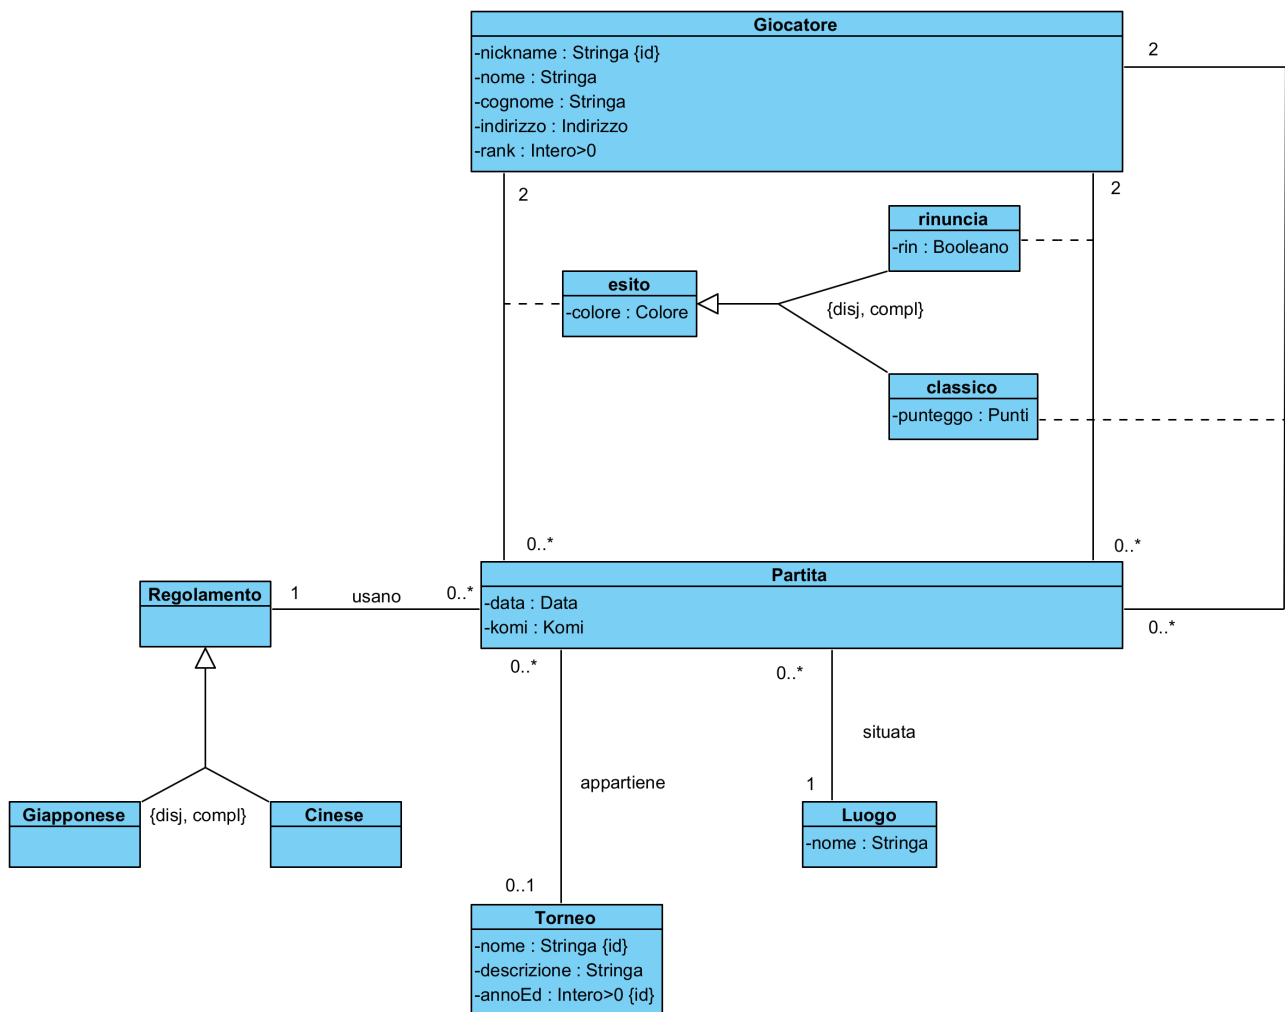 Giocatore
-nickname : Stringa {id}
-nome : Stringa
-cognome : Stringa
-indirizzo : Indirizzo
-rank : Intero>0
2
2
2
rinuncia
-rin : Booleano
esito
-colore : Colore
{disj, compl}
classico
-punteggo : Punti
0..*
0..*
Partita
-data : Data
-komi : Komi
Regolamento
1
usano
0..*
0..*
0..*
0..*
situata
appartiene
1
Giapponese
{disj, compl}
Cinese
Luogo
-nome : Stringa
0..1
Torneo
-nome : Stringa {id}
-descrizione : Stringa
-annoEd : Intero>0 {id}